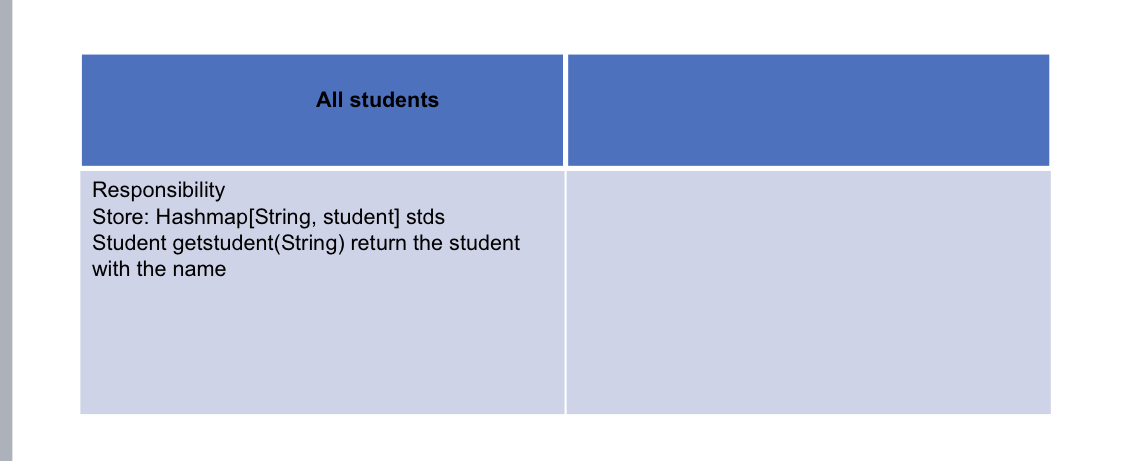 All students
Responsibility
Store: Hashmap[String, student] stds
Student getstudent(String) return the student
with the name